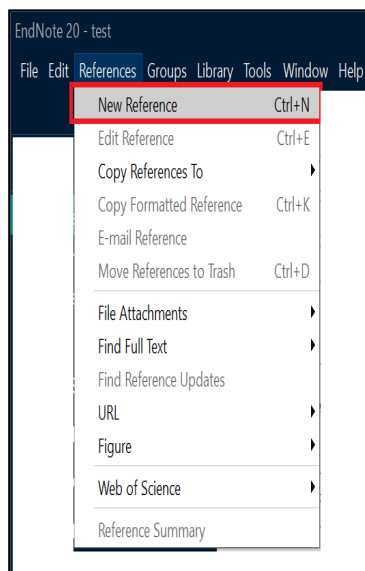 EndNote 20 - test
File Edit References Groups Library Tools Window Help
New Reference Ctrl+N
Edit Reference Ctrl+E
Copy References To
Copy Formatted Reference Ctrl+K
E-mail Reference
Move References to Trash Ctrl+D
File Attachments
Find Full Text
Find Reference Updates
URL
Figure
Web of Science
Reference Summary